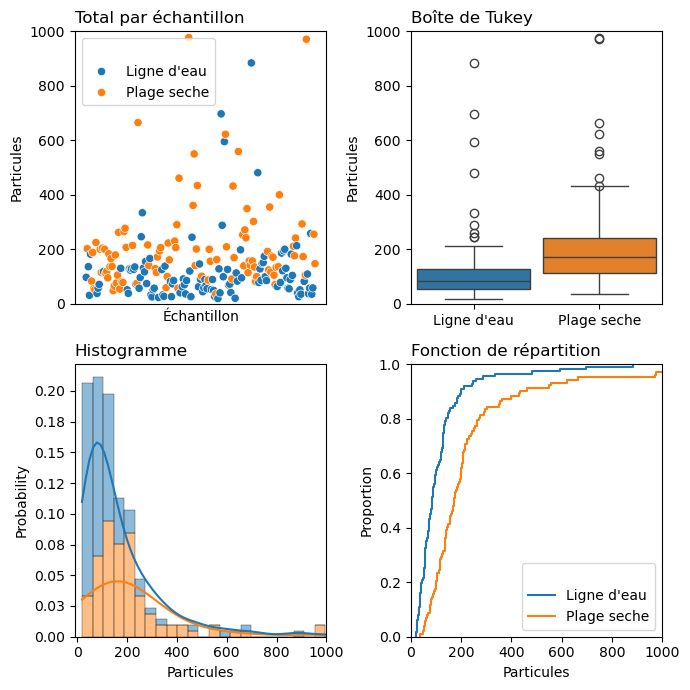 Total par échantillon
Particules
1000
800
600
400
200
0
Ligne d'eau
Plage seche
Échantillon
Boîte de Tukey
Particules
1000
800
600
400
200
0
Ligne d'eau
Plage seche
Histogramme
Probability
0.20
0.18
0.15
0.12
0.10
0.08
0.05
0.03
0.00
0
200
400
600
800
1000
Particules
Fonction de répartition
Proportion
1.0
0.8
0.6
0.4
0.2
0.0
Ligne d'eau
Plage seche
0
200
400
600
800
1000
Particules